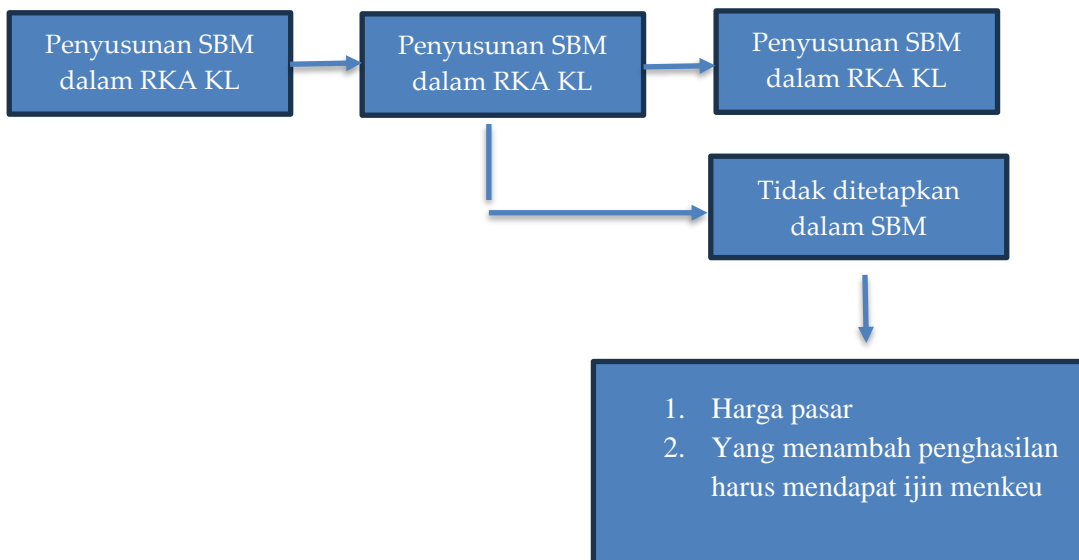 Penyusunan SBM
dalam RKA KL
Penyusunan SBM
dalam RKA KL
Penyusunan SBM
dalam RKA KL
Tidak ditetapkan
dalam SBM
1. Harga pasar
2. Yang menambah penghasilan
harus mendapat ijin menkeu